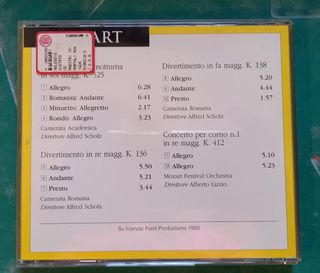 ART
notturna
in sol magg. K. 525
1 Allegro 6.28
2 Romanza: Andante 6.41
3 Minuetto: Allegretto 2.17
4 Rondò: Allegro 3.23
Camerata Academica
Direttore Alfred Scholz
Divertimento in re magg. K. 136
5 Allegro 5.50
6 Andante 5.21
7 Presto 3.44
Camerata Romana
Direttore Alfred Scholz
Divertimento in fa magg. K. 138
8 Allegro 5.20
9 Andante 4.44
10 Presto 1.57
Camerata Romana
Direttore Alfred Scholz
Concerto per corno n.1
in re magg. K. 412
11 Allegro 5.10
12 Allegro 5.23
Mozart Festival Orchestra
Direttore Alberto Lizzio
Su licenza: Point Productions 1993